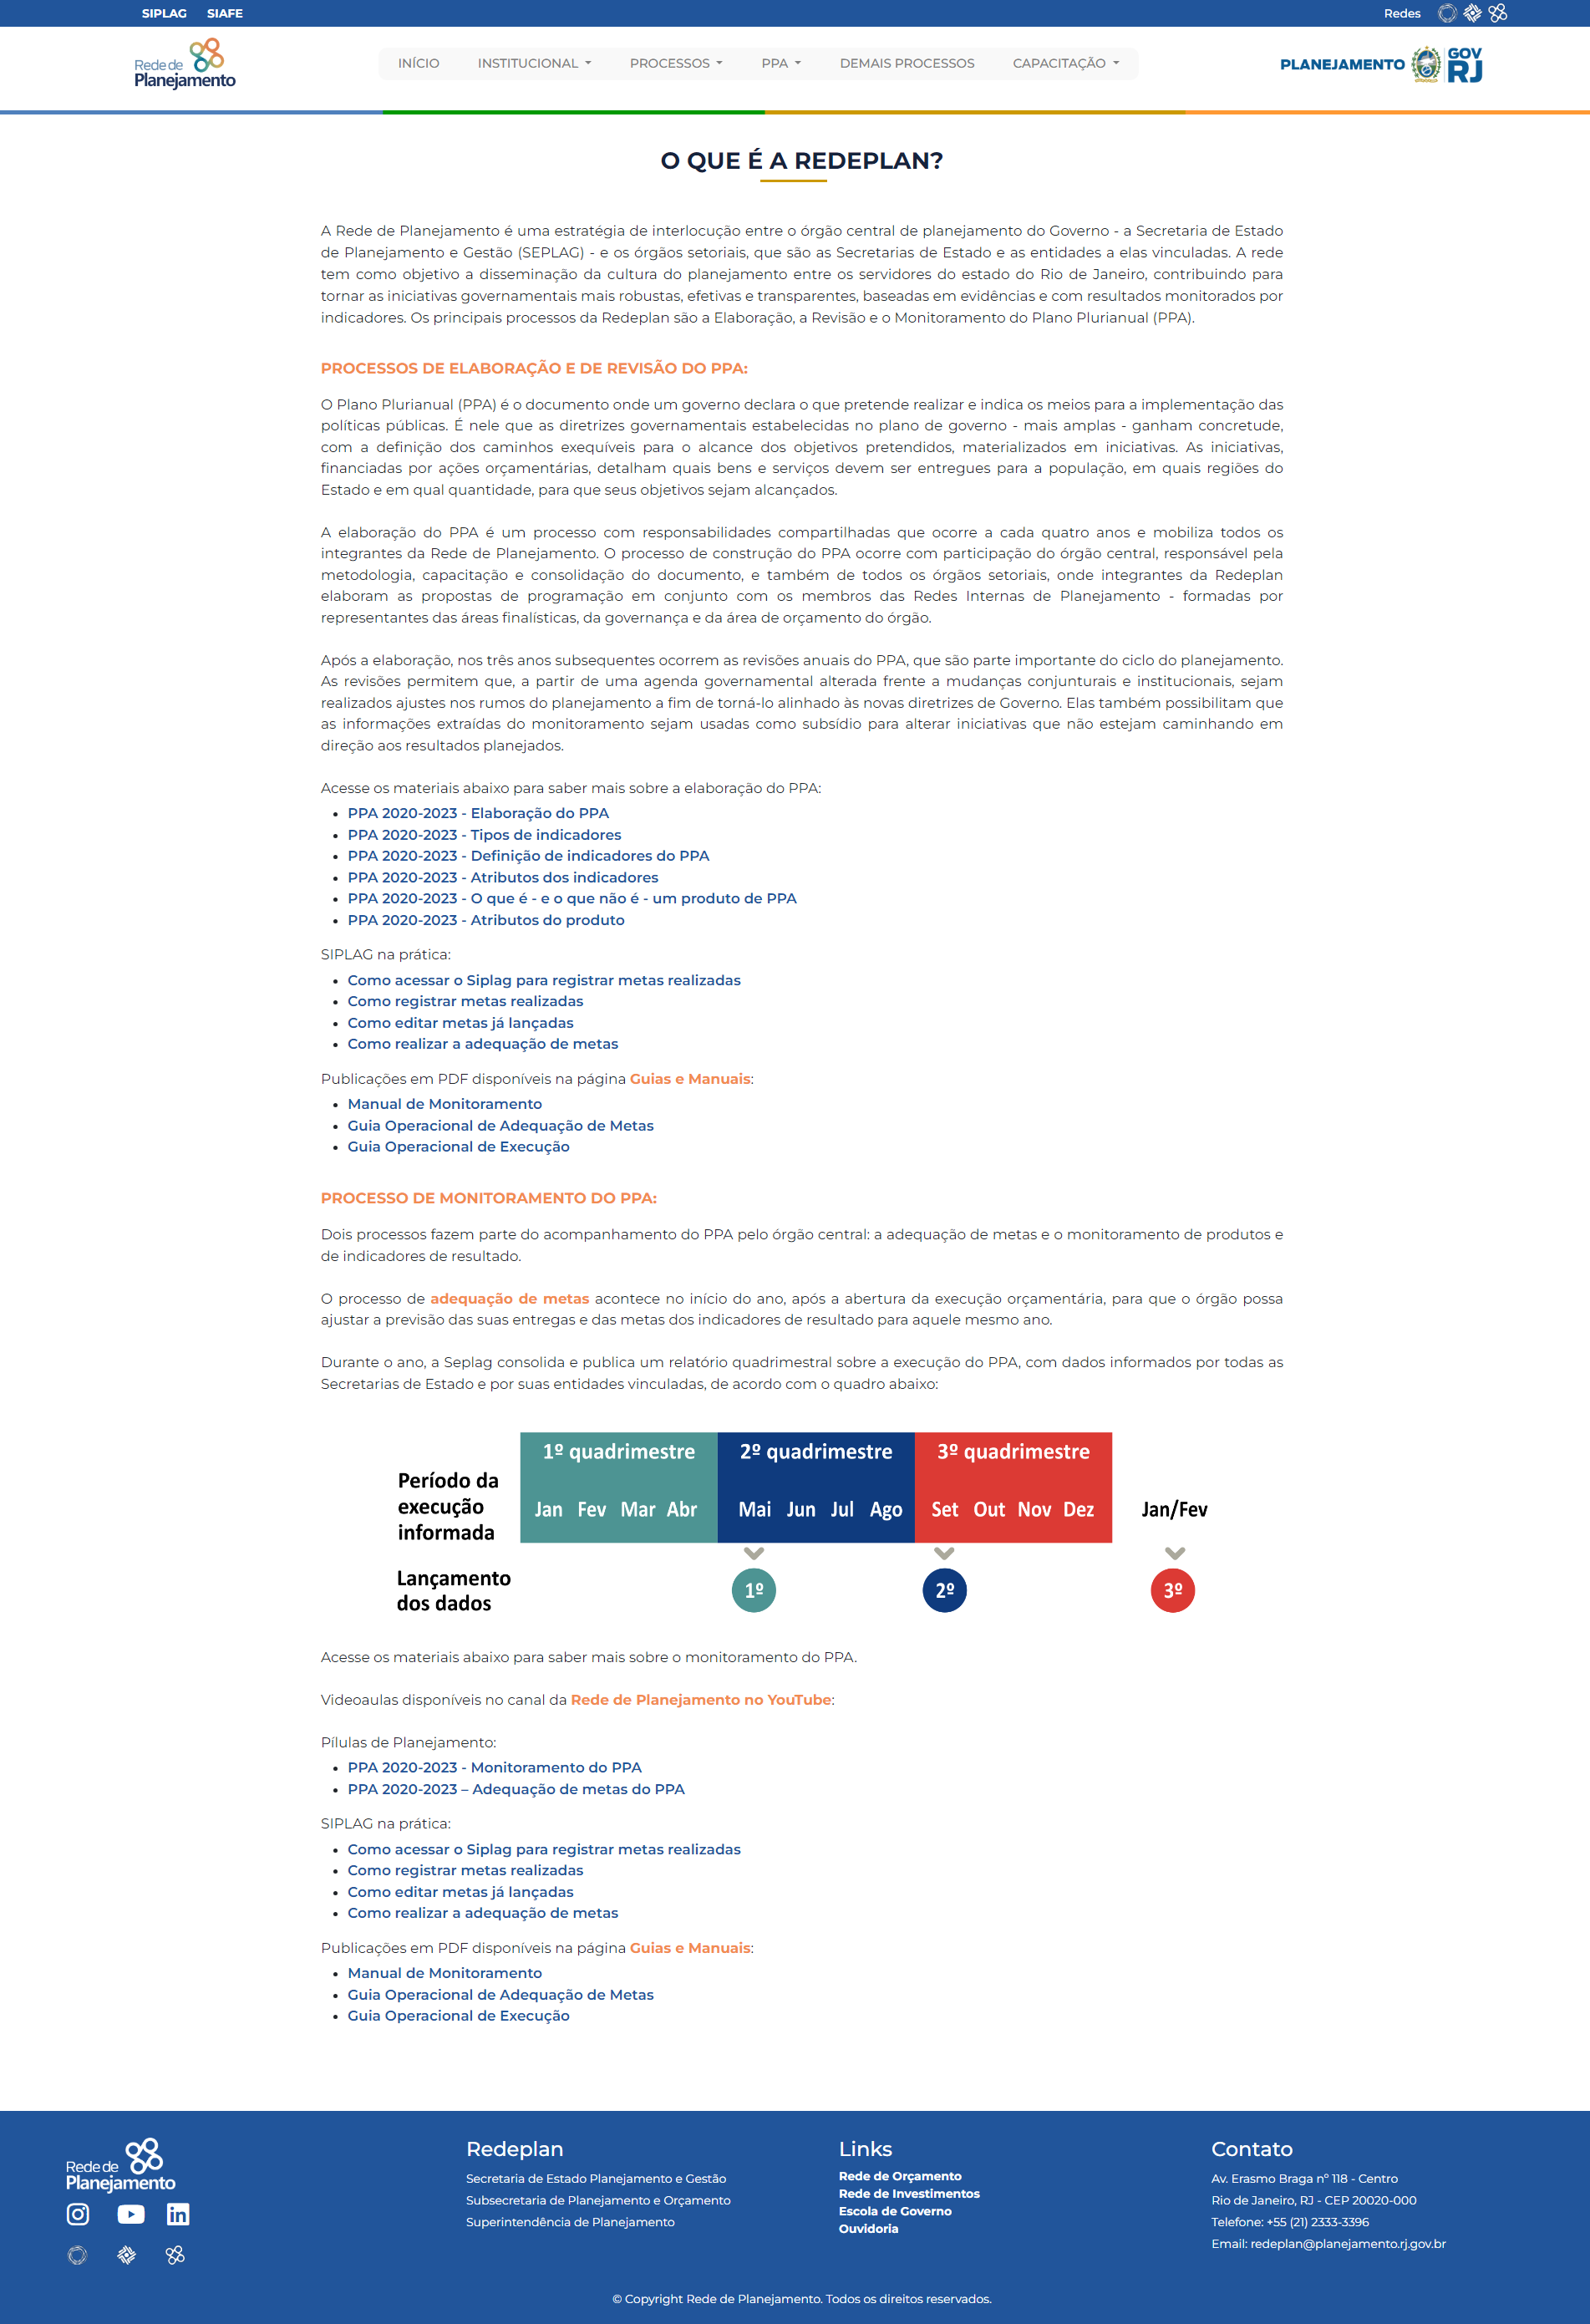 SIPLAG SIAFE Redes
Rede de
Planejamento
INÍCIO INSTITUCIONAL PROCESSOS PPA DEMAIS PROCESSOS CAPACITAÇÃO
PLANEJAMENTO GOV
RJ
O QUE É A REDEPLAN?
A Rede de Planejamento é uma estratégia de interlocução entre o órgão central de planejamento do Governo - a Secretaria de Estado
de Planejamento e Gestão (SEPLAG) - e os órgãos setoriais, que são as Secretarias de Estado e as entidades a elas vinculadas. A rede
tem como objetivo a disseminação da cultura do planejamento entre os servidores do estado do Rio de Janeiro, contribuindo para
tornar as iniciativas governamentais mais robustas, efetivas e transparentes, baseadas em evidências e com resultados monitorados por
indicadores. Os principais processos da Redeplan são a Elaboração, a Revisão e o Monitoramento do Plano Plurianual (PPA).
PROCESSOS DE ELABORAÇÃO E DE REVISÃO DO PPA:
O Plano Plurianual (PPA) é o documento onde um governo declara o que pretende realizar e indica os meios para a implementação das
políticas públicas. É nele que as diretrizes governamentais estabelecidas no plano de governo - mais amplas - ganham concretude,
com a definição dos caminhos exequíveis para o alcance dos objetivos pretendidos, materializados em iniciativas. As iniciativas,
financiadas por ações orçamentárias, detalham quais bens e serviços devem ser entregues para a população, em quais regiões do
Estado e em qual quantidade, para que seus objetivos sejam alcançados.
A elaboração do PPA é um processo com responsabilidades compartilhadas que ocorre a cada quatro anos e mobiliza todos os
integrantes da Rede de Planejamento. O processo de construção do PPA ocorre com participação do órgão central, responsável pela
metodologia, capacitação e consolidação do documento, e também de todos os órgãos setoriais, onde integrantes da Redeplan
elaboram as propostas de programação em conjunto com os membros das Redes Internas de Planejamento - formadas por
representantes das áreas finalísticas, da governança e da área de orçamento do órgão.
Após a elaboração, nos três anos subsequentes ocorrem as revisões anuais do PPA, que são parte importante do ciclo do planejamento.
As revisões permitem que, a partir de uma agenda governamental alterada frente a mudanças conjunturais e institucionais, sejam
realizados ajustes nos rumos do planejamento a fim de torná-lo alinhado às novas diretrizes de Governo. Elas também possibilitam que
as informações extraídas do monitoramento sejam usadas como subsídio para alterar iniciativas que não estejam caminhando em
direção aos resultados planejados.
Acesse os materiais abaixo para saber mais sobre a elaboração do PPA:
• PPA 2020-2023 - Elaboração do PPA
• PPA 2020-2023 - Tipos de indicadores
• PPA 2020-2023 - Definição de indicadores do PPA
• PPA 2020-2023 - Atributos dos indicadores
• PPA 2020-2023 - O que é - e o que não é - um produto de PPA
• PPA 2020-2023 - Atributos do produto
SIPLAG na prática:
• Como acessar o Siplag para registrar metas realizadas
• Como registrar metas realizadas
• Como editar metas já lançadas
• Como realizar a adequação de metas
Publicações em PDF disponíveis na página Guias e Manuais:
• Manual de Monitoramento
• Guia Operacional de Adequação de Metas
• Guia Operacional de Execução
PROCESSO DE MONITORAMENTO DO PPA:
Dois processos fazem parte do acompanhamento do PPA pelo órgão central: a adequação de metas e o monitoramento de produtos e
de indicadores de resultado.
O processo de adequação de metas acontece no início do ano, após a abertura da execução orçamentária, para que o órgão possa
ajustar a previsão das suas entregas e das metas dos indicadores de resultado para aquele mesmo ano.
Durante o ano, a Seplag consolida e publica um relatório quadrimestral sobre a execução do PPA, com dados informados por todas as
Secretarias de Estado e por suas entidades vinculadas, de acordo com o quadro abaixo:
1º quadrimestre 2º quadrimestre 3º quadrimestre
Período da
execução
informada
Jan Fev Mar Abr Mai Jun Jul Ago Set Out Nov Dez Jan/Fev
Lançamento
dos dados
1º 2º 3º
Acesse os materiais abaixo para saber mais sobre o monitoramento do PPA.
Videoaulas disponíveis no canal da Rede de Planejamento no YouTube:
Pílulas de Planejamento:
• PPA 2020-2023 - Monitoramento do PPA
• PPA 2020-2023 – Adequação de metas do PPA
SIPLAG na prática:
• Como acessar o Siplag para registrar metas realizadas
• Como registrar metas realizadas
• Como editar metas já lançadas
• Como realizar a adequação de metas
Publicações em PDF disponíveis na página Guias e Manuais:
• Manual de Monitoramento
• Guia Operacional de Adequação de Metas
• Guia Operacional de Execução
Rede de
Planejamento
Redeplan
Secretaria de Estado Planejamento e Gestão
Subsecretaria de Planejamento e Orçamento
Superintendência de Planejamento
Links
Rede de Orçamento
Rede de Investimentos
Escola de Governo
Ouvidoria
Contato
Av. Erasmo Braga nº 118 - Centro
Rio de Janeiro, RJ - CEP 20020-000
Telefone: +55 (21) 2333-3396
Email: redeplan@planejamento.rj.gov.br
© Copyright Rede de Planejamento. Todos os direitos reservados.